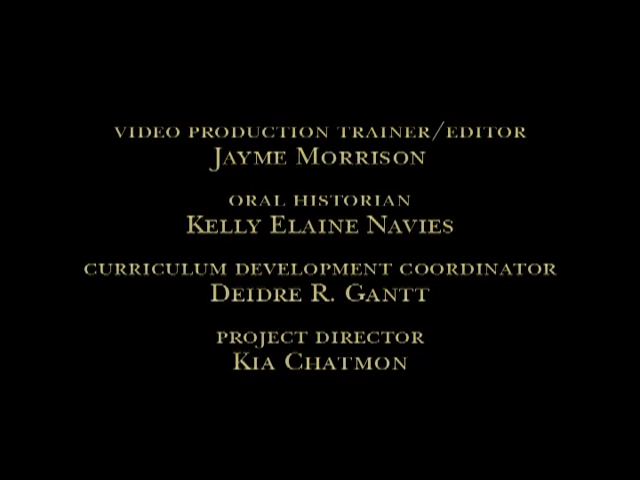 VIDEO PRODUCTION TRAINER/EDITOR
JAYME MORRISON
ORAL HISTORIAN
KELLY ELAINE NAVIES
CURRICULUM DEVELOPMENT COORDINATOR
DEIDRE R. GANTT
PROJECT DIRECTOR
KIA CHATMON